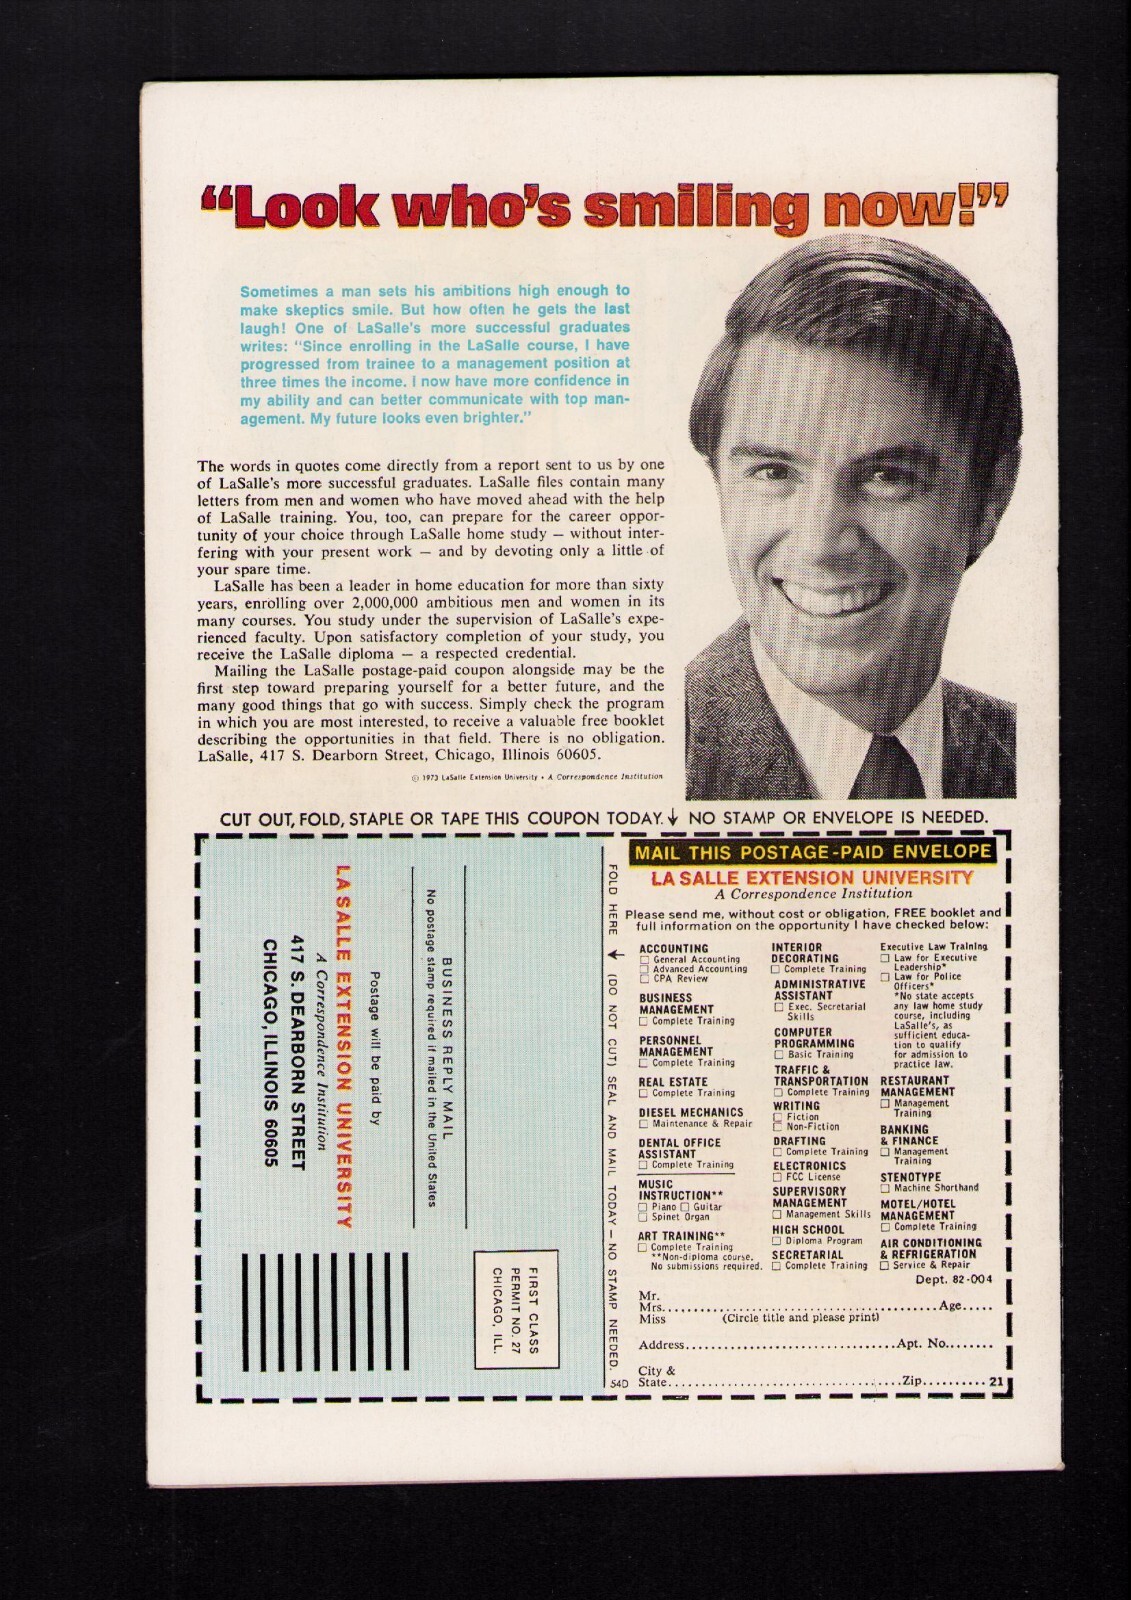 “Look who's smiling now!”
Sometimes a man sets his ambitions high enough to
make skeptics smile. But how often he gets the last
laugh! One of LaSalle's more successful graduates
writes: “Since enrolling in the LaSalle course, I have
progressed from trainee to a management position at
three times the income. I now have more confidence in
my ability and can better communicate with top man-
agement. My future looks even brighter.”
The words in quotes come directly from a report sent to us by one
of LaSalle's more successful graduates. LaSalle files contain many
letters from men and women who have moved ahead with the help
of LaSalle training. You, too, can prepare for the career oppor-
tunity of your choice through LaSalle home study — without inter-
fering with your present work — and by devoting only a little of
your spare time.
LaSalle has been a leader in home education for more than sixty
years, enrolling over 2,000,000 ambitious men and women in its
many courses. You study under the supervision of LaSalle's expe-
rienced faculty. Upon satisfactory completion of your study, you
receive the LaSalle diploma — a respected credential.
Mailing the LaSalle postage-paid coupon alongside may be the
first step toward preparing yourself for a better future, and the
many good things that go with success. Simply check the program
in which you are most interested, to receive a valuable free booklet
describing the opportunities in that field. There is no obligation.
LaSalle, 417 S. Dearborn Street, Chicago, Illinois 60605.
© 1973 LaSalle Extension University • A Correspondence Institution
CUT OUT, FOLD, STAPLE OR TAPE THIS COUPON TODAY.↓ NO STAMP OR ENVELOPE IS NEEDED.
FIRST CLASS
PERMIT NO. 27
CHICAGO, ILL.
BUSINESS REPLY MAIL
No postage stamp required if mailed in the United States
Postage will be paid by
LA SALLE EXTENSION UNIVERSITY
A Correspondence Institution
417 S. DEARBORN STREET
CHICAGO, ILLINOIS 60605
FOLD HERE ↓ (DO NOT CUT) SEAL AND MAIL TODAY — NO STAMP NEEDED.
S4D
MAIL THIS POSTAGE-PAID ENVELOPE
LA SALLE EXTENSION UNIVERSITY
A Correspondence Institution
Please send me, without cost or obligation, FREE booklet and
full information on the opportunity I have checked below:
ACCOUNTING
☐ General Accounting
☐ Advanced Accounting
☐ CPA Review
BUSINESS
MANAGEMENT
☐ Complete Training
PERSONNEL
MANAGEMENT
☐ Complete Training
REAL ESTATE
☐ Complete Training
DIESEL MECHANICS
☐ Maintenance & Repair
DENTAL OFFICE
ASSISTANT
☐ Complete Training
MUSIC
INSTRUCTION**
☐ Piano ☐ Guitar
☐ Spinet Organ
ART TRAINING**
☐ Complete Training
**Non-diploma course.
No submissions required.
INTERIOR
DECORATING
☐ Complete Training
ADMINISTRATIVE
ASSISTANT
☐ Exec. Secretarial
Skills
COMPUTER
PROGRAMMING
☐ Basic Training
TRAFFIC &
TRANSPORTATION
☐ Complete Training
WRITING
☐ Fiction
☐ Non-Fiction
DRAFTING
☐ Complete Training
ELECTRONICS
☐ FCC License
SUPERVISORY
MANAGEMENT
☐ Management Skills
HIGH SCHOOL
☐ Diploma Program
SECRETARIAL
☐ Complete Training
Executive Law Training
☐ Law for Executive
Leadership*
☐ Law for Police
Officers*
*No state accepts
any law home study
course, including
LaSalle's, as
sufficient educa-
tion to qualify
for admission to
practice law.
RESTAURANT
MANAGEMENT
☐ Management
Training
BANKING
& FINANCE
☐ Management
Training
STENOTYPE
☐ Machine Shorthand
MOTEL/HOTEL
MANAGEMENT
☐ Complete Training
AIR CONDITIONING
& REFRIGERATION
☐ Service & Repair
Dept. 82-004
Mr.
Mrs..............................................Age.....
Miss (Circle title and please print)
Address..................................Apt. No........
City &
State......................................Zip.......... 21